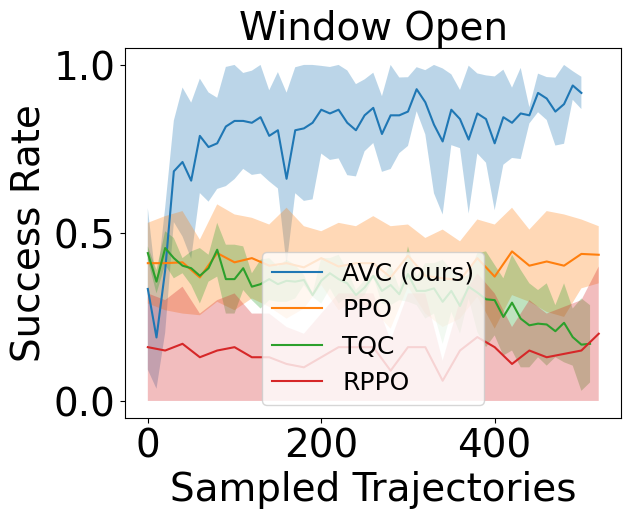 Window Open
1.0
0.5
0.0
Success Rate
AVC (ours)
PPO
TQC
RPPO
0 200 400
Sampled Trajectories